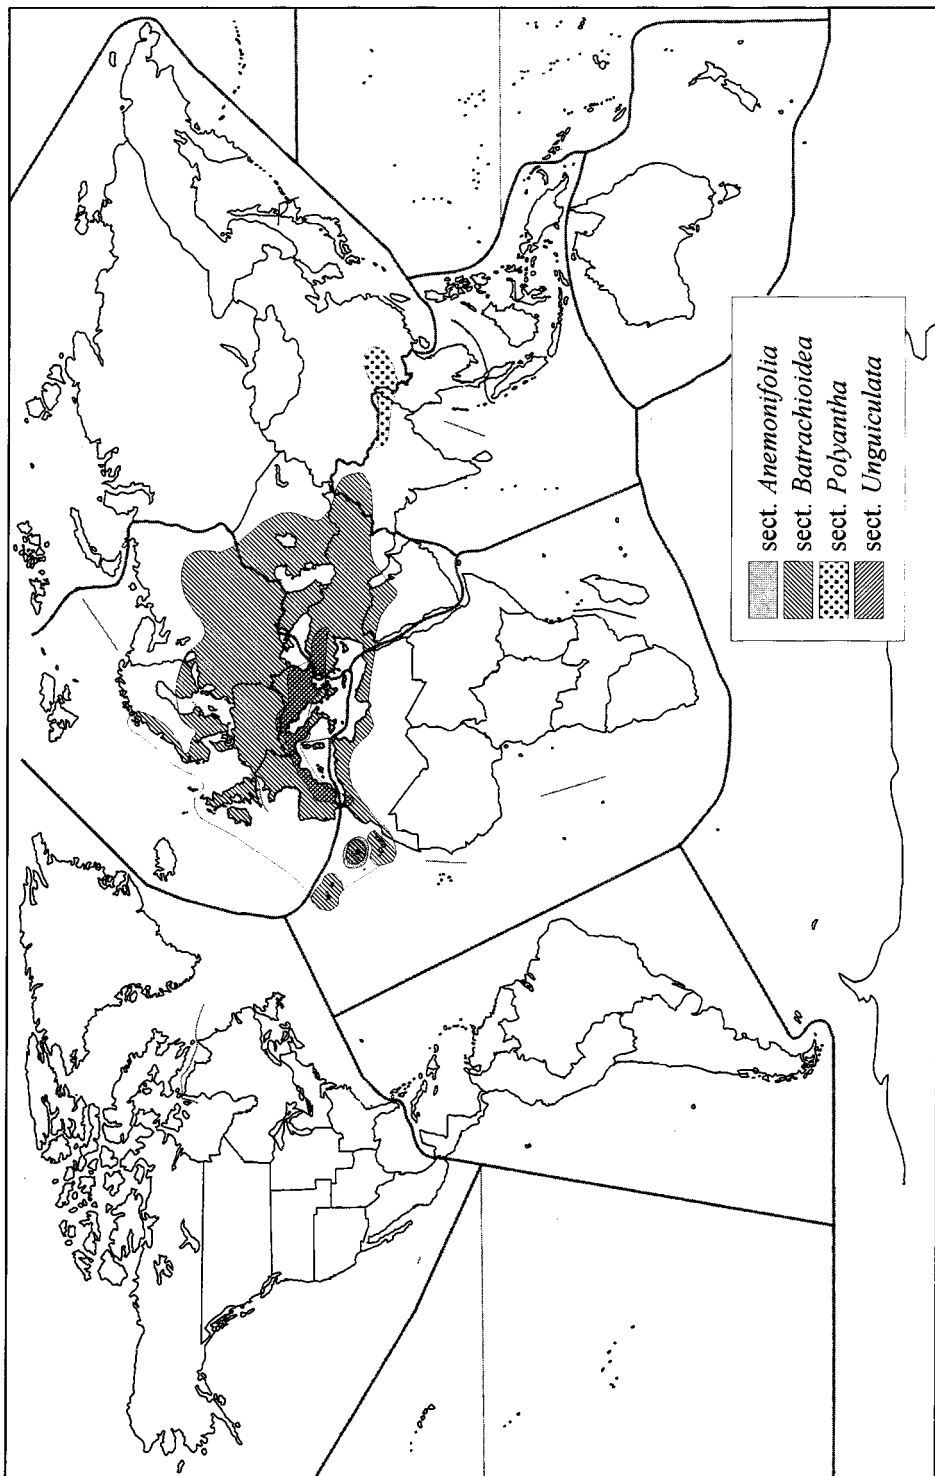 sect. Anemonifolia
sect. Batrachioidea
sect. Polyantha
sect. Unguiculata